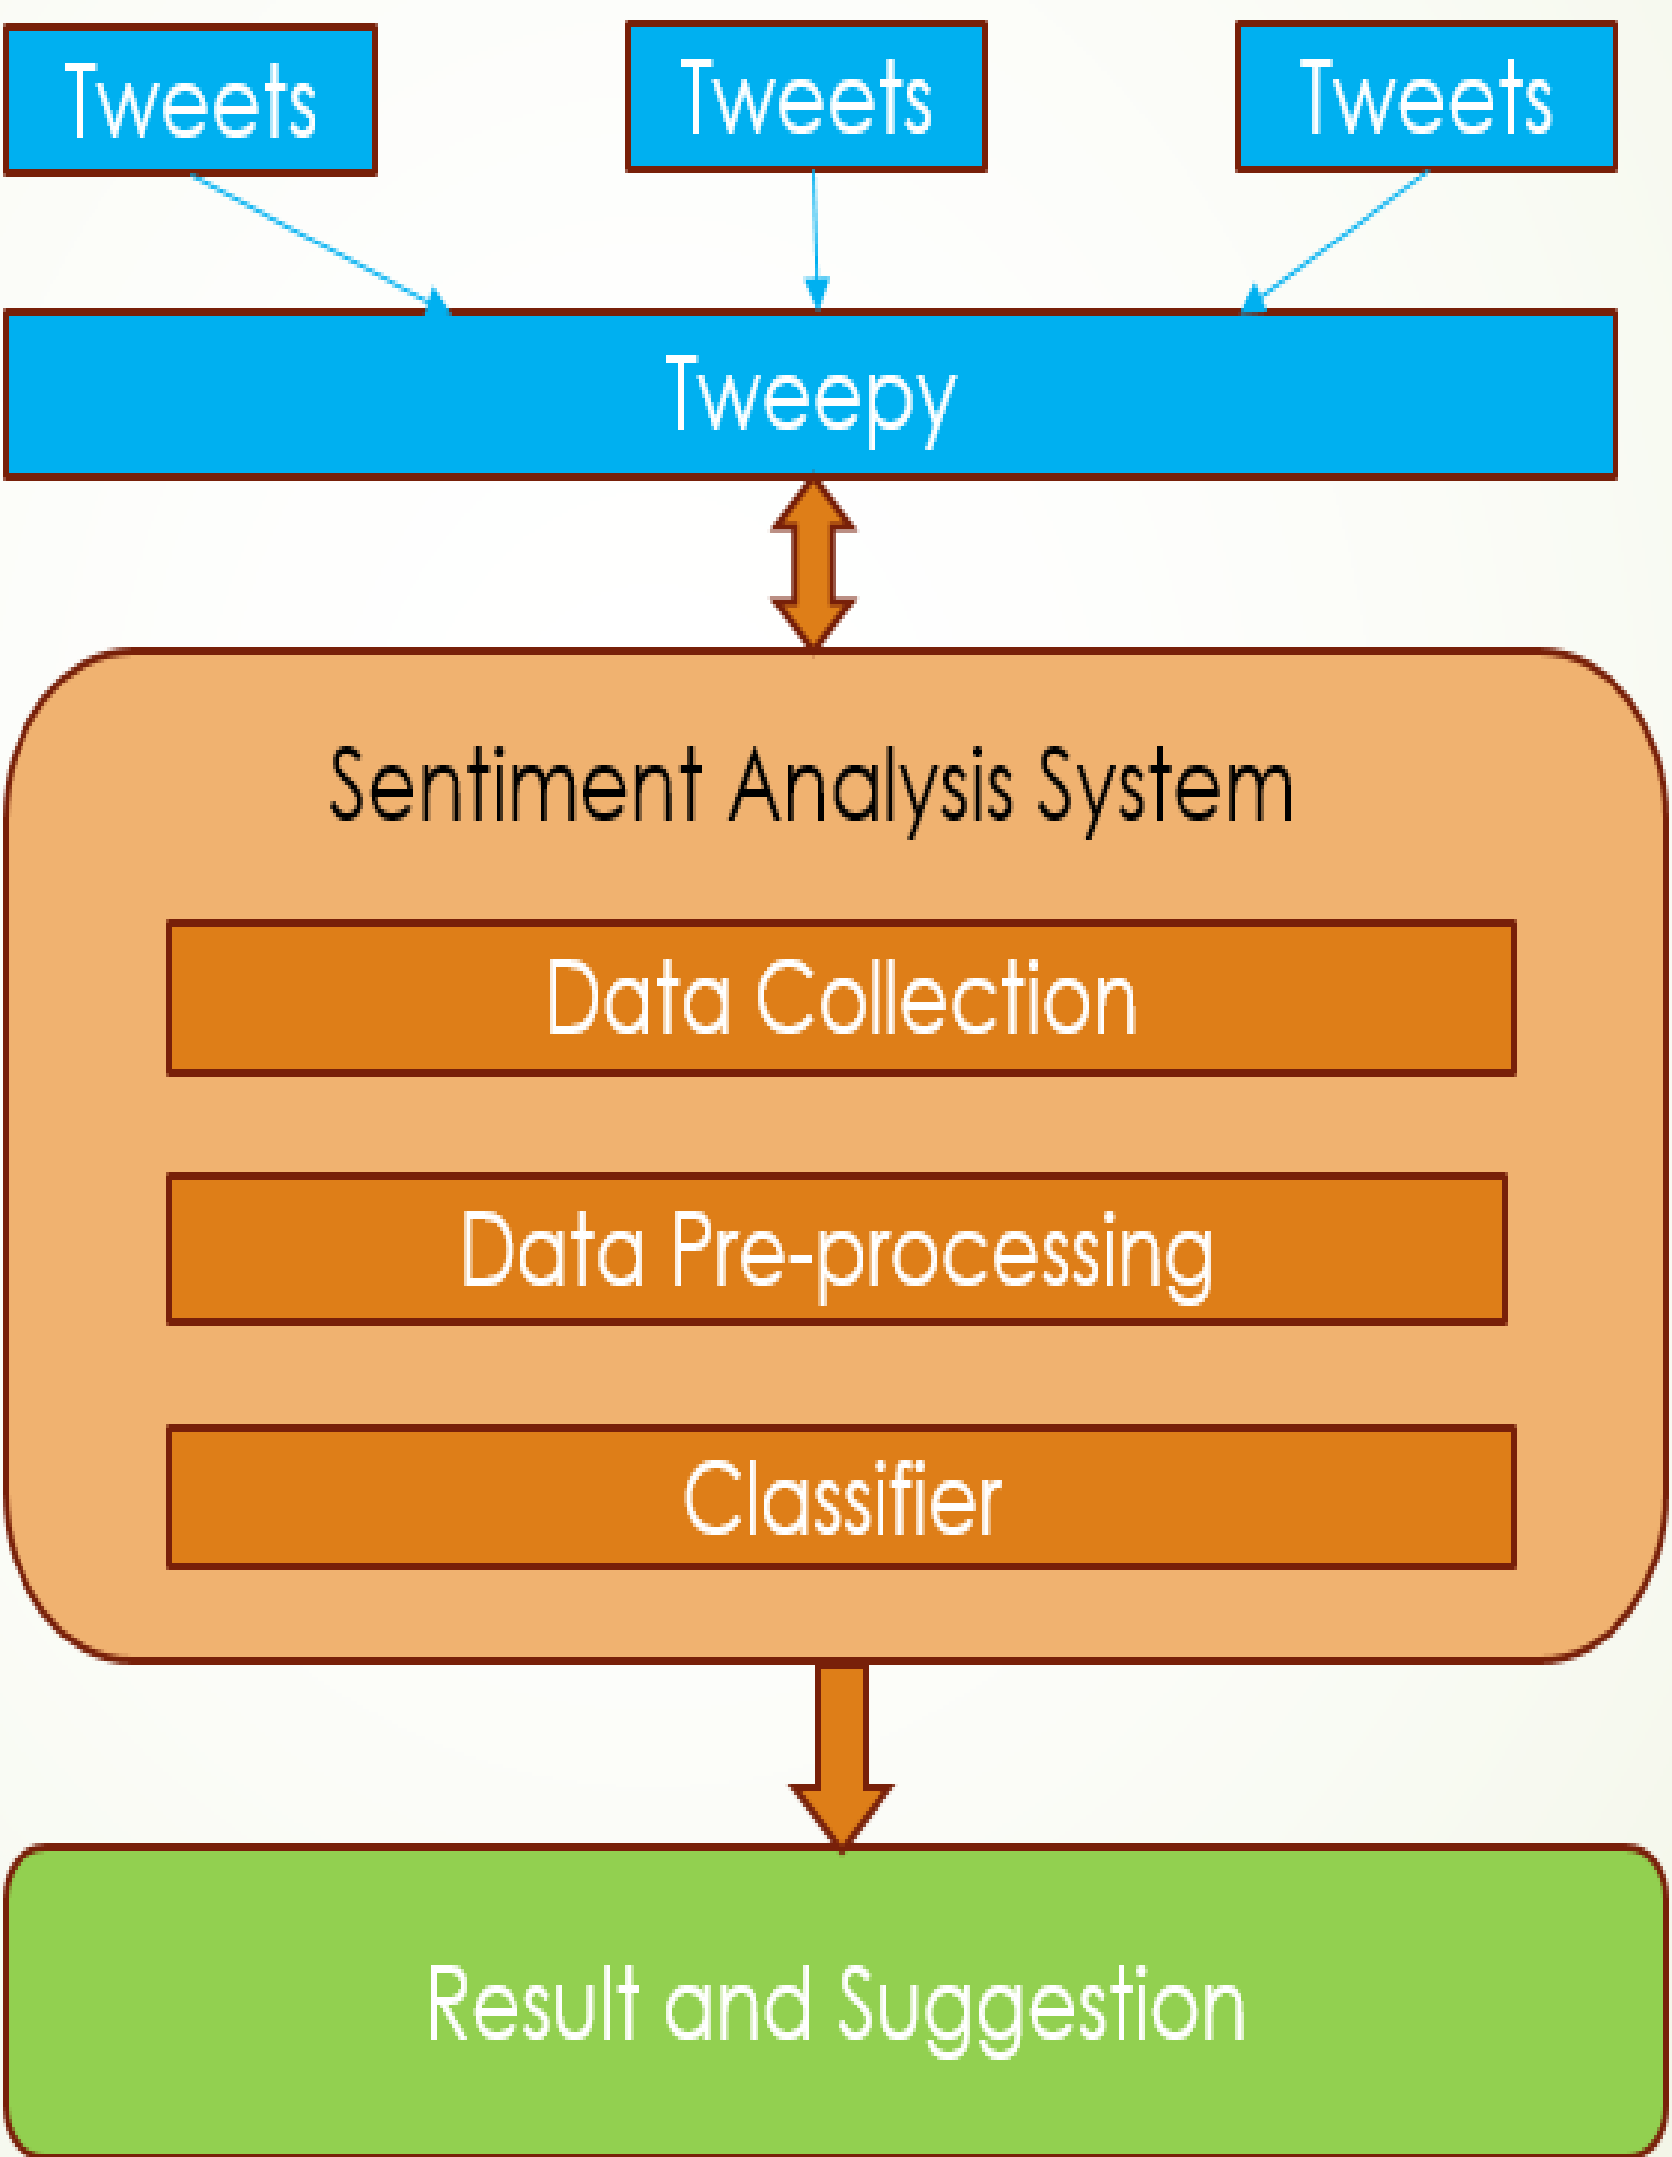 Tweets
Tweets
Tweets
Tweepy
Sentiment Analysis System
Data Collection
Data Pre-processing
Classifier
Result and Suggestion